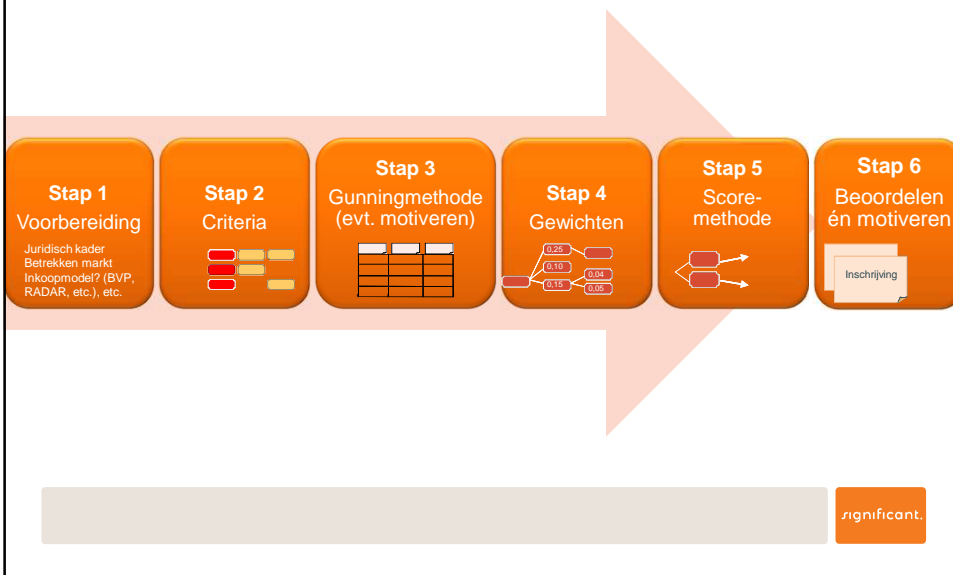 Stap 1
Voorbereiding
Juridisch kader
Betrekken markt
Inkoopmodel? (BVP,
RADAR, etc.), etc.
Stap 2
Criteria
Stap 3
Gunningmethode
(evt. motiveren)
Stap 4
Gewichten
0,25
0,10
0,04
0,15
0,05
Stap 5
Score-
methode
Stap 6
Beoordelen
én motiveren
Inschrijving
significant.